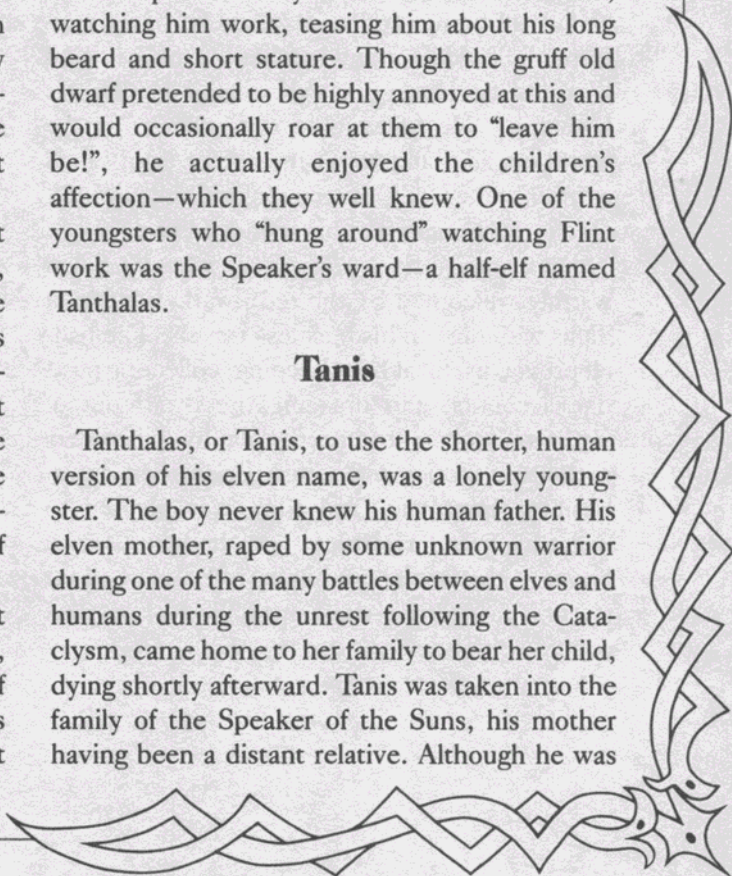 watching him work, teasing him about his long
beard and short stature. Though the gruff old
dwarf pretended to be highly annoyed at this and
would occasionally roar at them to “leave him
be!”, he actually enjoyed the children’s
affection—which they well knew. One of the
youngsters who “hung around” watching Flint
work was the Speaker’s ward—a half-elf named
Tanthalas.
Tanis
Tanthalas, or Tanis, to use the shorter, human
version of his elven name, was a lonely young-
ster. The boy never knew his human father. His
elven mother, raped by some unknown warrior
during one of the many battles between elves and
humans during the unrest following the Cata-
clysm, came home to her family to bear her child,
dying shortly afterward. Tanis was taken into the
family of the Speaker of the Suns, his mother
having been a distant relative. Although he was